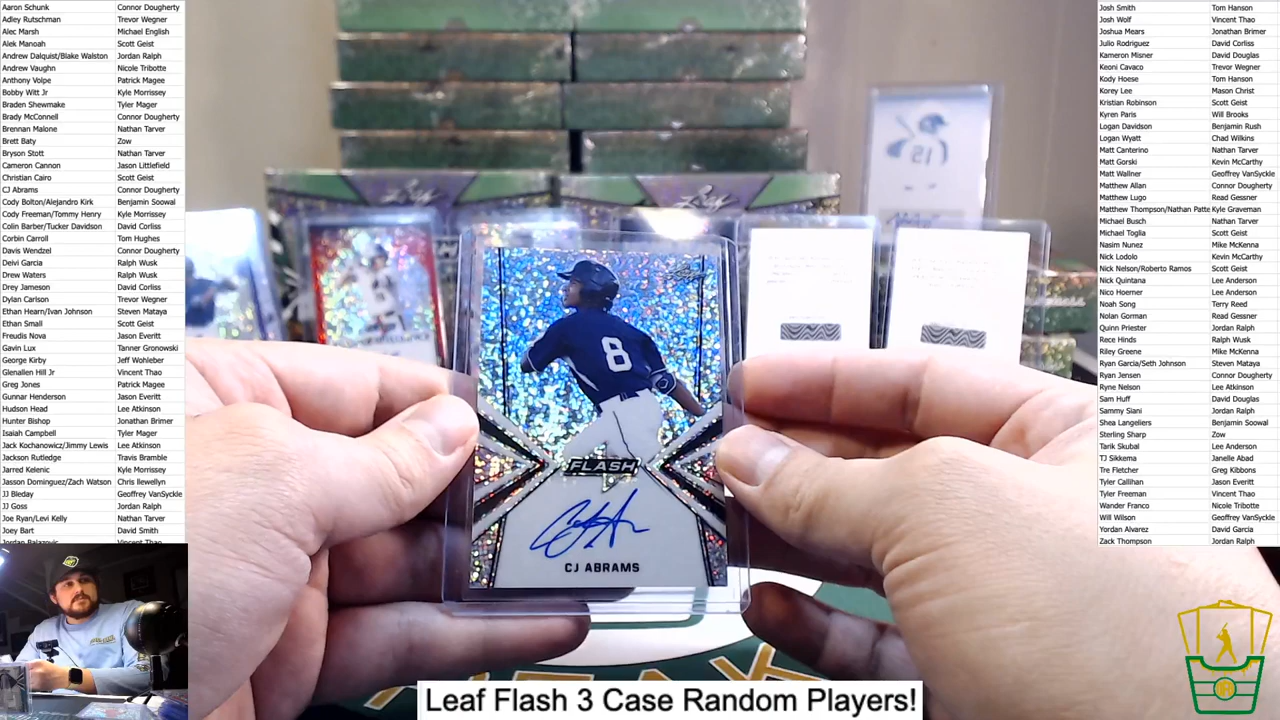 Aaron Schunk Connor Dougherty
Adley Rutschman Trevor Wegner
Alec Marsh Michael English
Alek Manoah Scott Geist
Andrew Dalquist/Blake Walston Jordan Ralph
Andrew Vaughn Nicole Tribotte
Anthony Volpe Patrick Magee
Bobby Witt Jr Kyle Morrissey
Braden Shewmake Tyler Mager
Brady McConnell Connor Dougherty
Brennan Malone Nathan Tarver
Brett Baty Zow
Bryson Stott Nathan Tarver
Cameron Cannon Jason Littlefield
Christian Cairo Scott Geist
CJ Abrams Connor Dougherty
Cody Bolton/Alejandro Kirk Benjamin Soowal
Cody Freeman/Tommy Henry Kyle Morrissey
Colin Barber/Tucker Davidson David Corliss
Corbin Carroll Tom Hughes
Davis Wendzel Connor Dougherty
Deivi Garcia Ralph Wusk
Drew Waters Ralph Wusk
Drey Jameson David Corliss
Dylan Carlson Trevor Wegner
Ethan Hearn/Ivan Johnson Steven Mataya
Ethan Small Scott Geist
Freudis Nova Jason Everitt
Gavin Lux Tanner Gronowski
George Kirby Jeff Wohleber
Glenallen Hill Jr Vincent Thao
Greg Jones Patrick Magee
Gunnar Henderson Jason Everitt
Hudson Head Lee Atkinson
Hunter Bishop Jonathan Brimer
Isaiah Campbell Tyler Mager
Jack Kochanowicz/Jimmy Lewis Lee Atkinson
Jackson Rutledge Travis Bramble
Jarred Kelenic Kyle Morrissey
Jasson Dominguez/Zach Watson Chris llewellyn
JJ Bleday Geoffrey VanSyckle
JJ Goss Jordan Ralph
Joe Ryan/Levi Kelly Nathan Tarver
Joey Bart David Smith
Jordan Balazovic Vincent Thao
Josh Smith Tom Hanson
Josh Wolf Vincent Thao
Joshua Mears Jonathan Brimer
Julio Rodriguez David Corliss
Kameron Misner David Douglas
Keoni Cavaco Trevor Wegner
Kody Hoese Tom Hanson
Korey Lee Mason Christ
Kristian Robinson Scott Geist
Kyren Paris Will Brooks
Logan Davidson Benjamin Rush
Logan Wyatt Chad Wilkins
Matt Canterino Nathan Tarver
Matt Gorski Kevin McCarthy
Matt Wallner Geoffrey VanSyckle
Matthew Allan Connor Dougherty
Matthew Lugo Read Gessner
Matthew Thompson/Nathan Patte Kyle Graveman
Michael Busch Nathan Tarver
Michael Toglia Scott Geist
Nasim Nunez Mike McKenna
Nick Lodolo Kevin McCarthy
Nick Nelson/Roberto Ramos Scott Geist
Nick Quintana Lee Anderson
Nico Hoerner Lee Anderson
Noah Song Terry Reed
Nolan Gorman Read Gessner
Quinn Priester Jordan Ralph
Rece Hinds Ralph Wusk
Riley Greene Mike McKenna
Ryan Garcia/Seth Johnson Steven Mataya
Ryan Jensen Connor Dougherty
Ryne Nelson Lee Atkinson
Sam Huff David Douglas
Sammy Siani Jordan Ralph
Shea Langeliers Benjamin Soowal
Sterling Sharp Zow
Tarik Skubal Lee Anderson
TJ Sikkema Janelle Abad
Tre Fletcher Greg Kibbons
Tyler Callihan Jason Everitt
Tyler Freeman Vincent Thao
Wander Franco Nicole Tribotte
Will Wilson Geoffrey VanSyckle
Yordan Alvarez David Garcia
Zack Thompson Jordan Ralph
Leaf
21
8
FLASH
CJ ABRAMS
Leaf Flash 3 Case Random Players!